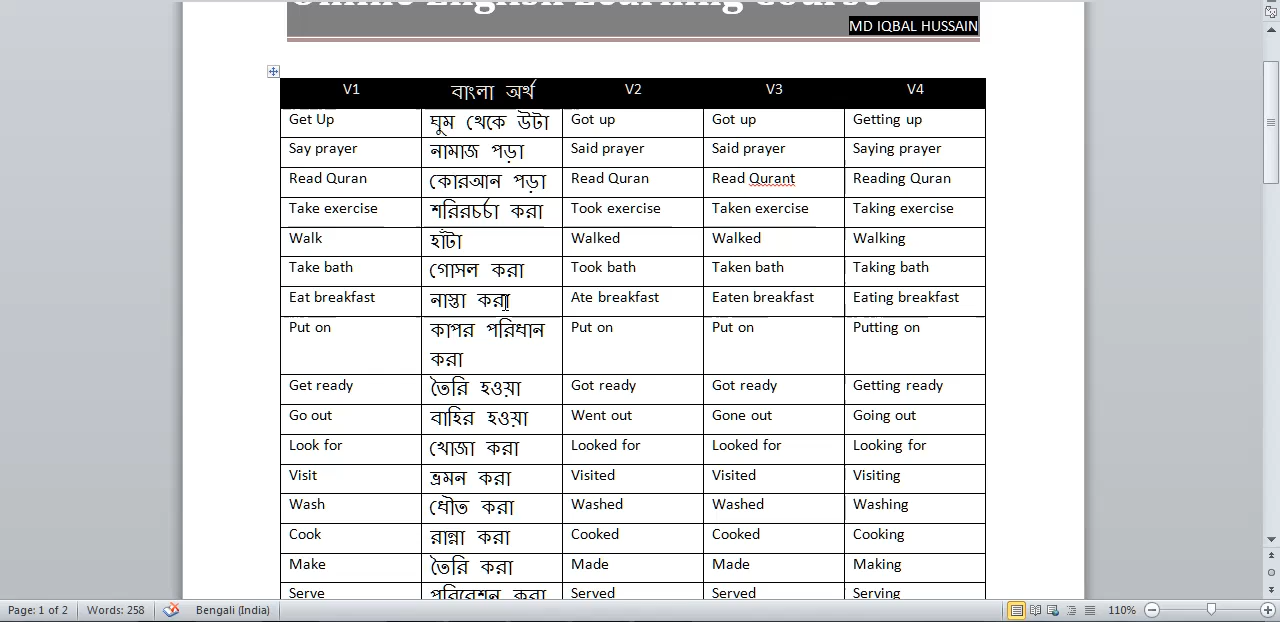 Online English Learning Course
MD IQBAL HUSSAIN
V1 বাংলা অর্থ V2 V3 V4
Get Up ঘুম থেকে উটা Got up Got up Getting up
Say prayer নামাজ পড়া Said prayer Said prayer Saying prayer
Read Quran কোরআন পড়া Read Quran Read Qurant Reading Quran
Take exercise শরিরচর্চা করা Took exercise Taken exercise Taking exercise
Walk হাঁটা Walked Walked Walking
Take bath গোসল করা Took bath Taken bath Taking bath
Eat breakfast নাস্তা করা Ate breakfast Eaten breakfast Eating breakfast
Put on কাপর পরিধান Put on Put on Putting on
করা
Get ready তৈরি হওয়া Got ready Got ready Getting ready
Go out বাহির হওয়া Went out Gone out Going out
Look for খোজা করা Looked for Looked for Looking for
Visit ভ্রমন করা Visited Visited Visiting
Wash ধৌত করা Washed Washed Washing
Cook রান্না করা Cooked Cooked Cooking
Make তৈরি করা Made Made Making
Serve পরিবেশন করা Served Served Serving
Page: 1 of 2 Words: 258 Bengali (India) 110%